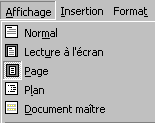 Affichage Insertion Format
Normal
Lecture à l'écran
Page
Plan
Document maître